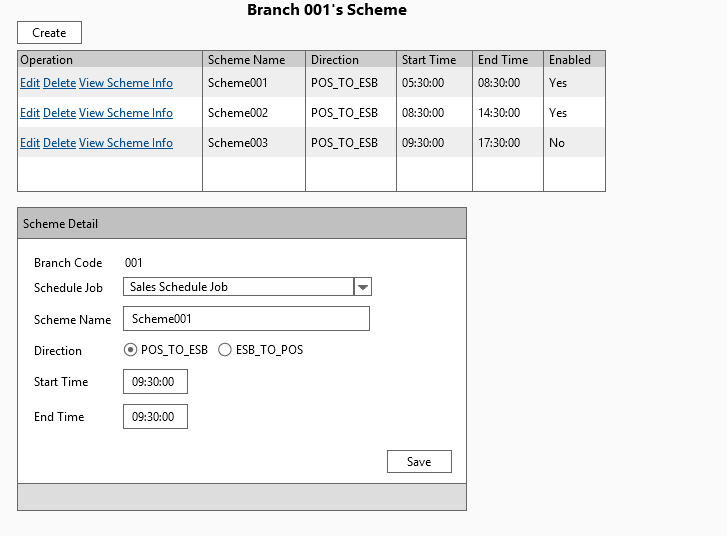 Branch 001's Scheme
Create
Operation Scheme Name Direction Start Time End Time Enabled
Edit Delete View Scheme Info Scheme001 POS_TO_ESB 05:30:00 08:30:00 Yes
Edit Delete View Scheme Info Scheme002 POS_TO_ESB 08:30:00 14:30:00 Yes
Edit Delete View Scheme Info Scheme003 POS_TO_ESB 09:30:00 17:30:00 No
Scheme Detail
Branch Code 001
Schedule Job Sales Schedule Job
Scheme Name Scheme001
Direction POS_TO_ESB ESB_TO_POS
Start Time 09:30:00
End Time 09:30:00
Save